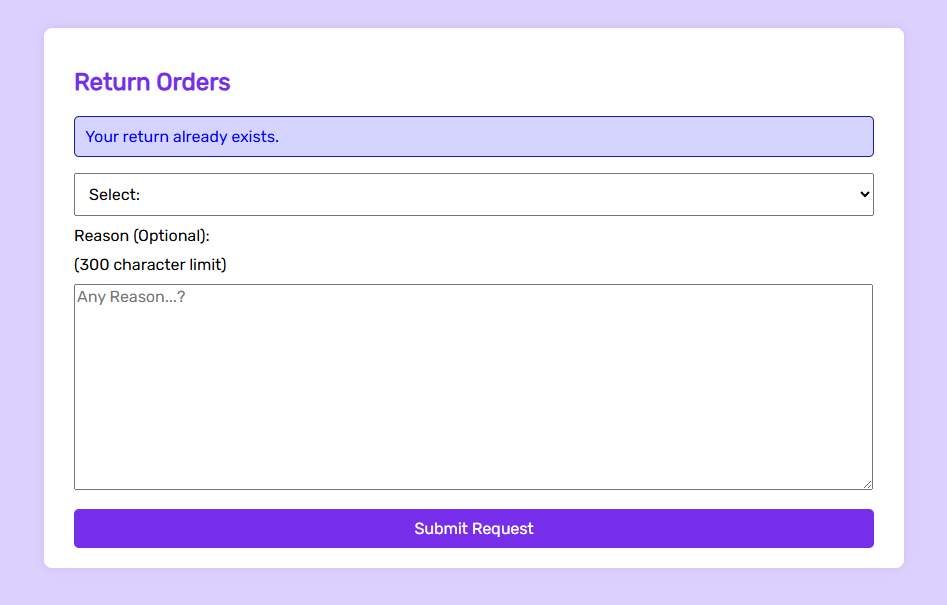 Return Orders
Your return already exists.
Select:
Reason (Optional):
(300 character limit)
Any Reason...?
Submit Request